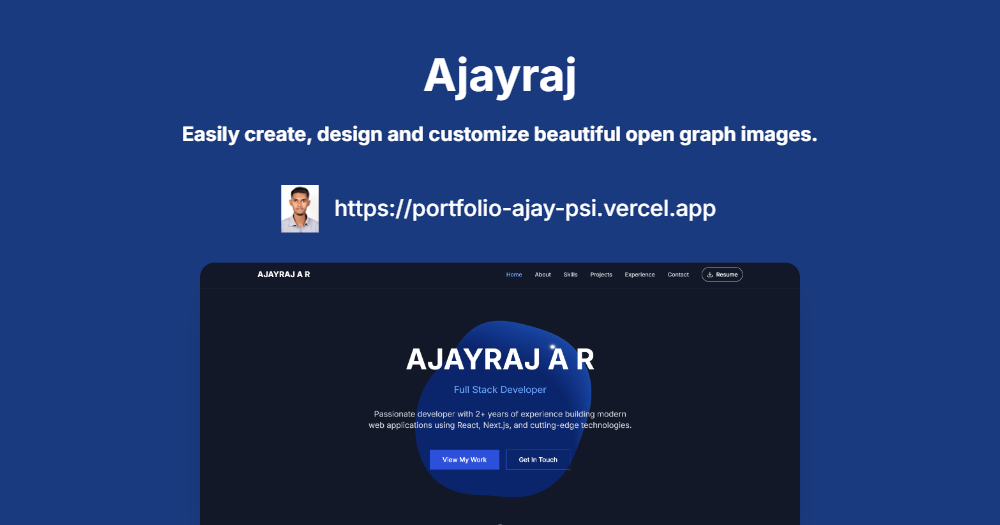 Ajayraj
Easily create, design and customize beautiful open graph images.
https://portfolio-ajay-psi.vercel.app
AJAYRAJ A R
Home About Skills Projects Experience Contact Resume
AJAYRAJ A R
Full Stack Developer
Passionate developer with 2+ years of experience building modern
web applications using React, Next.js, and cutting-edge technologies.
View My Work Get In Touch